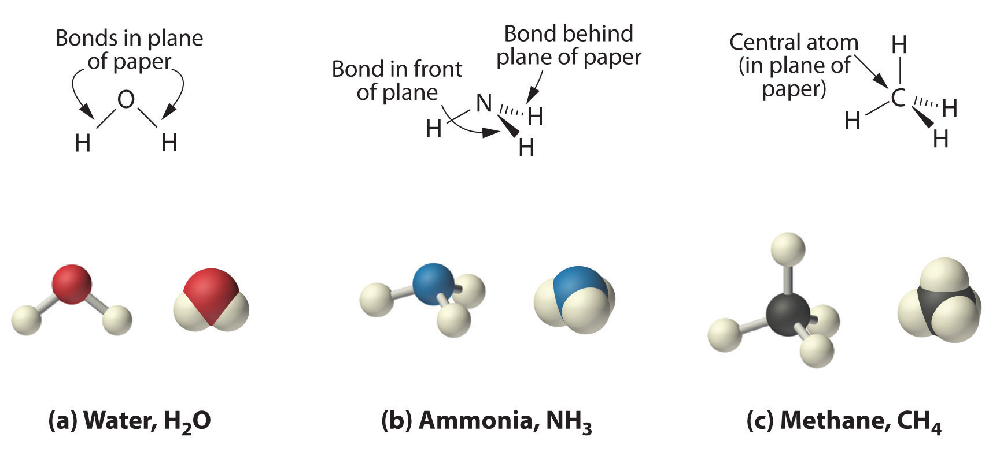 Bonds in plane
of paper
O
H
H
Bond in front
of plane
Bond behind
plane of paper
N
H
H
H
Central atom
(in plane of
paper)
H
C
H
H
H
(a) Water, H₂O
(b) Ammonia, NH₃
(c) Methane, CH₄